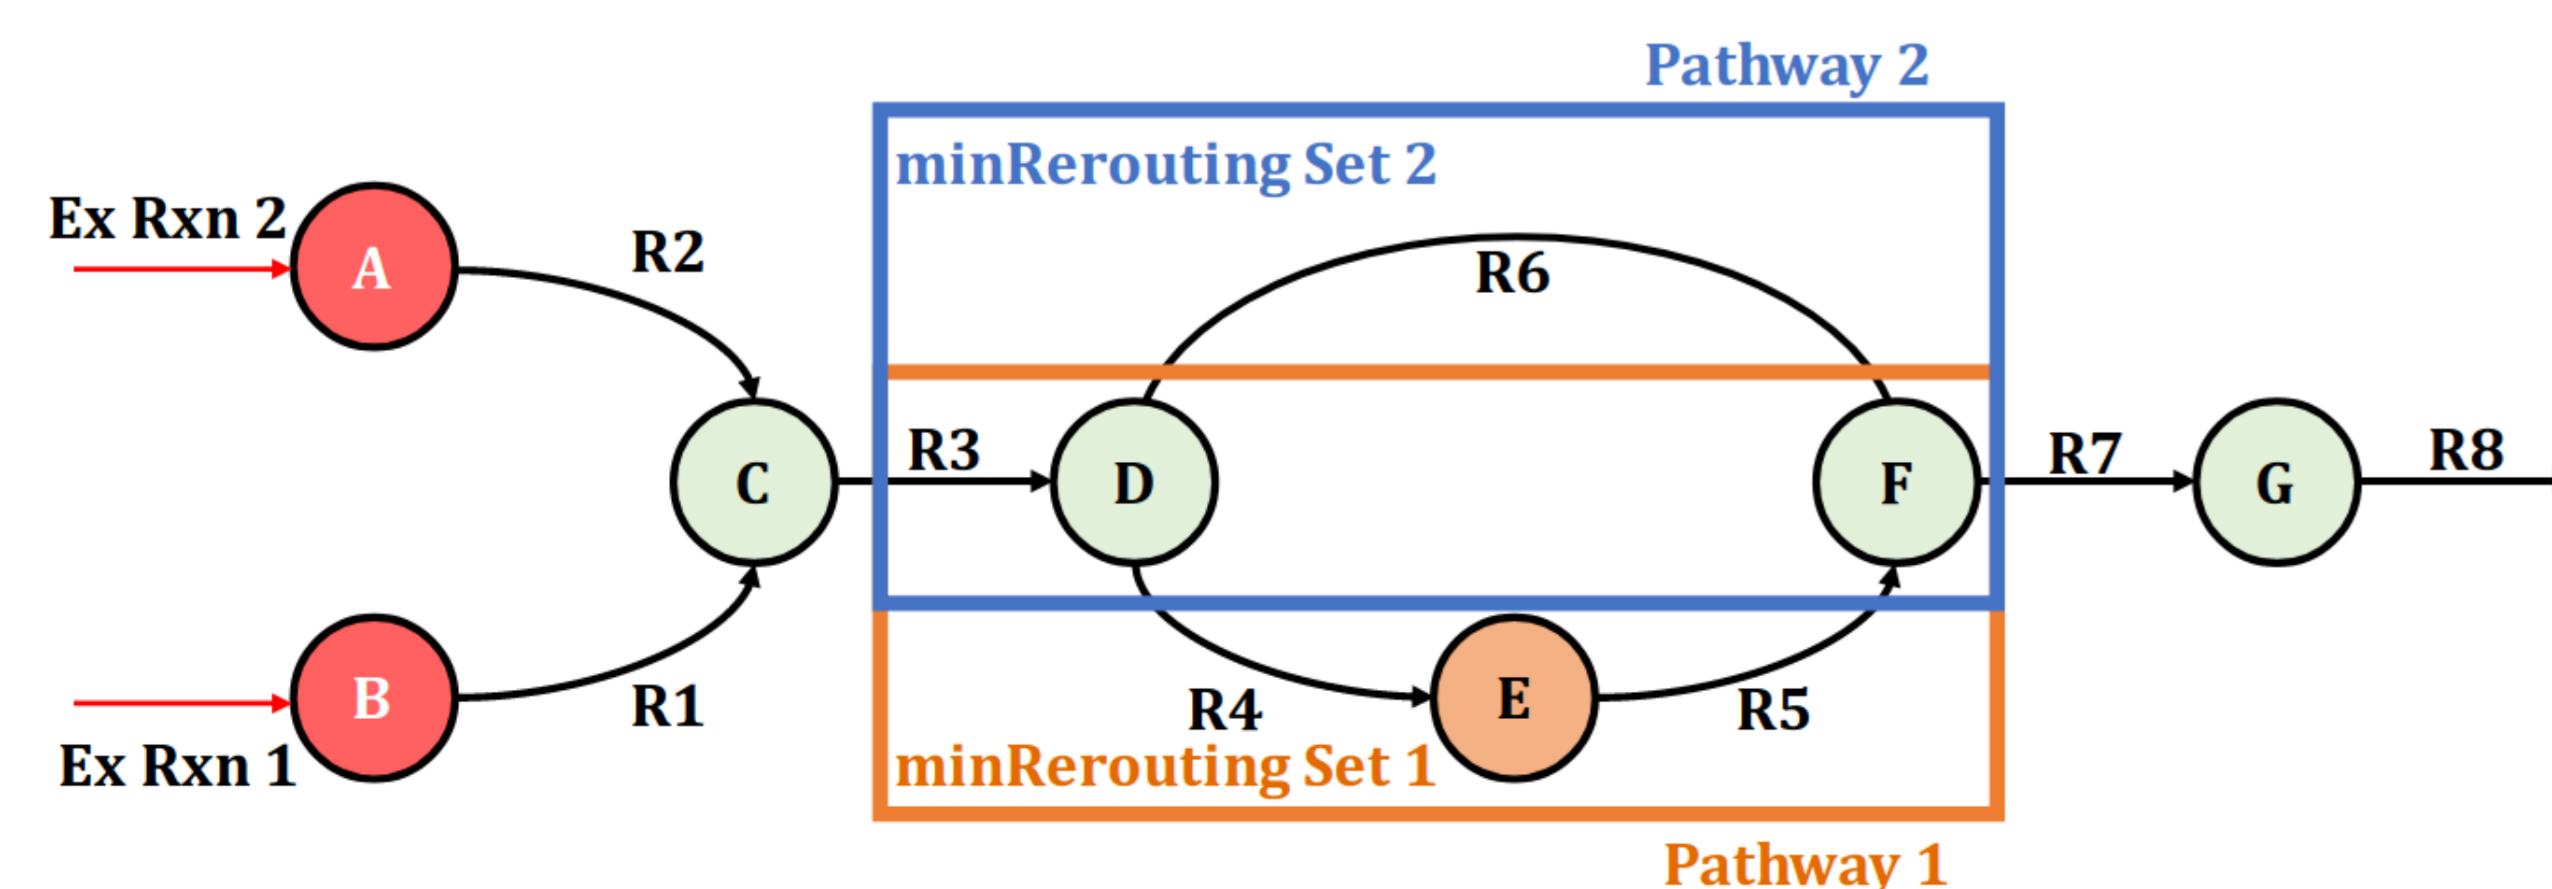 Pathway 2
minRerouting Set 2
Ex Rxn 2
A
R2
R6
C
R3
D
F
R7
G
R8
B
R1
Ex Rxn 1
R4
E
R5
minRerouting Set 1
Pathway 1